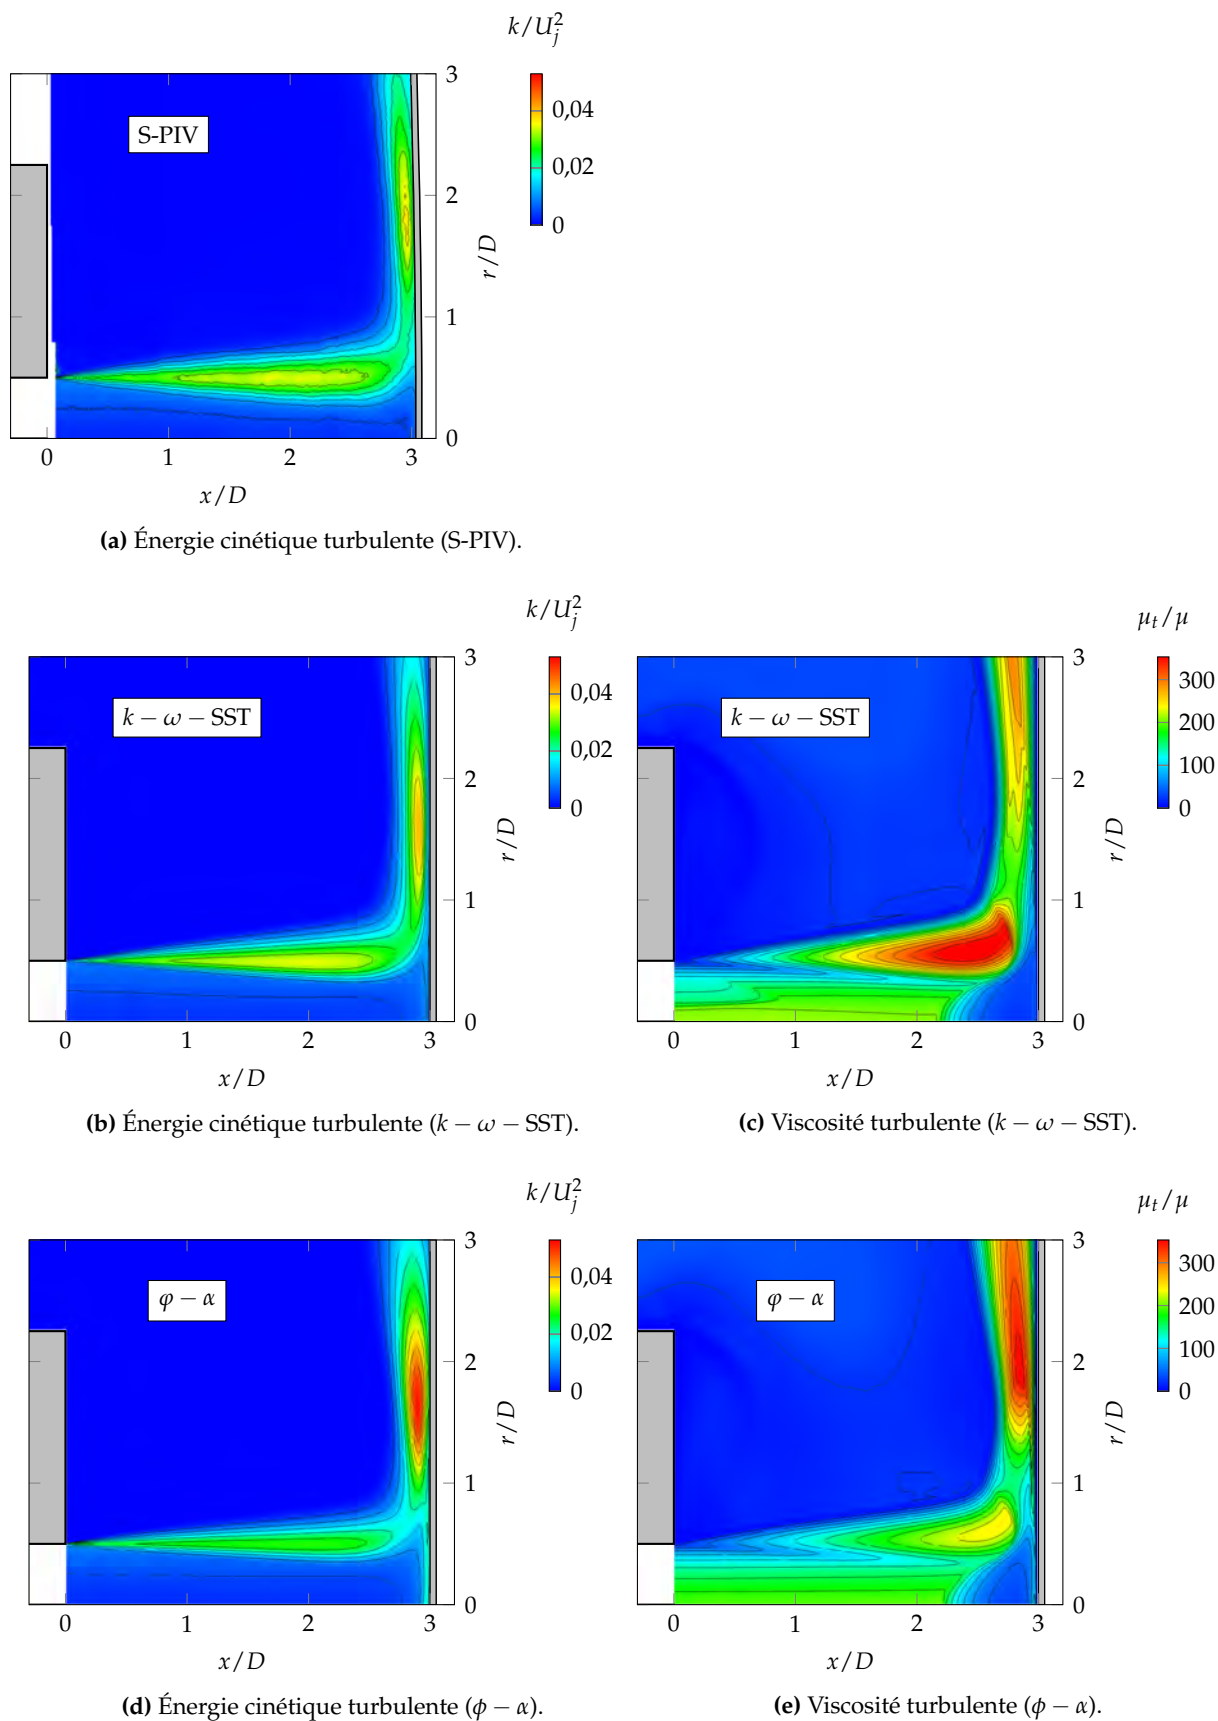 k/U_j^2
0,04
0,02
0
S-PIV
3
2
1
0
r/D
0 1 2 3
x/D
(a) Énergie cinétique turbulente (S-PIV).
k/U_j^2
0,04
0,02
0
k − ω − SST
3
2
1
0
r/D
0 1 2 3
x/D
(b) Énergie cinétique turbulente (k − ω − SST).
μ_t/μ
300
200
100
0
k − ω − SST
3
2
1
0
r/D
0 1 2 3
x/D
(c) Viscosité turbulente (k − ω − SST).
k/U_j^2
0,04
0,02
0
φ − α
3
2
1
0
r/D
0 1 2 3
x/D
(d) Énergie cinétique turbulente (ϕ − α).
μ_t/μ
300
200
100
0
φ − α
3
2
1
0
r/D
0 1 2 3
x/D
(e) Viscosité turbulente (ϕ − α).